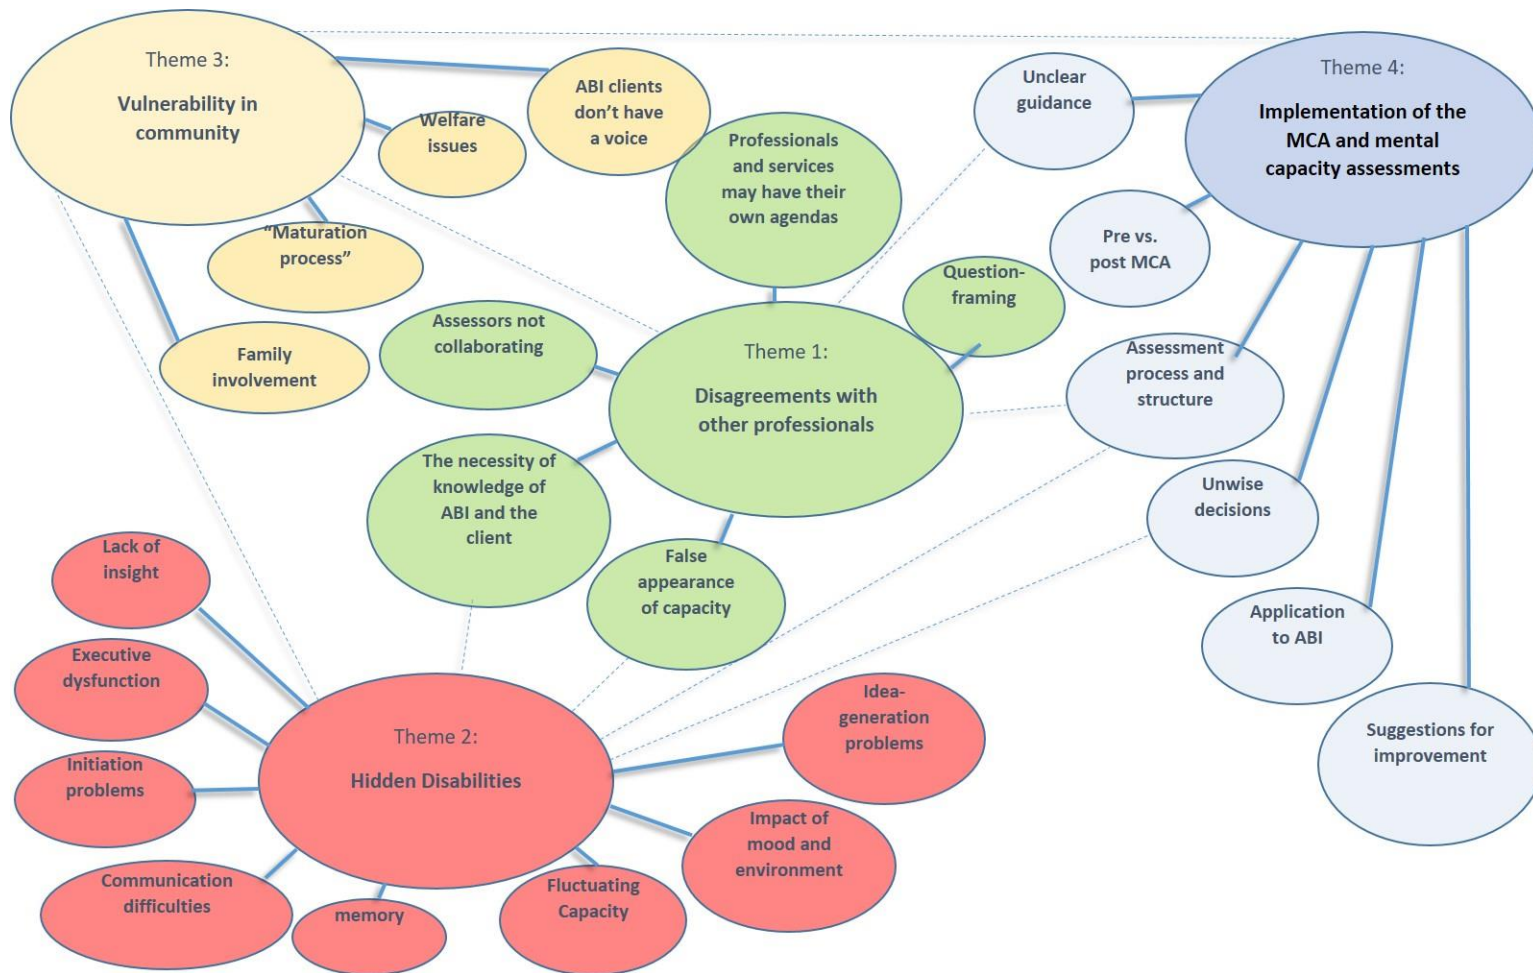 Theme 3:
Vulnerability in
community
ABI clients
don’t have
a voice
Welfare
issues
“Maturation
process”
Family
involvement
Professionals
and services
may have their
own agendas
Question-
framing
Assessors not
collaborating
Theme 1:
Disagreements with
other professionals
The necessity of
knowledge of
ABI and the
client
False
appearance
of capacity
Unclear
guidance
Theme 4:
Implementation of the
MCA and mental
capacity assessments
Pre vs.
post MCA
Assessment
process and
structure
Unwise
decisions
Application
to ABI
Suggestions for
improvement
Lack of
insight
Executive
dysfunction
Initiation
problems
Theme 2:
Hidden Disabilities
Idea-
generation
problems
Impact of
mood and
environment
Communication
difficulties
memory
Fluctuating
Capacity